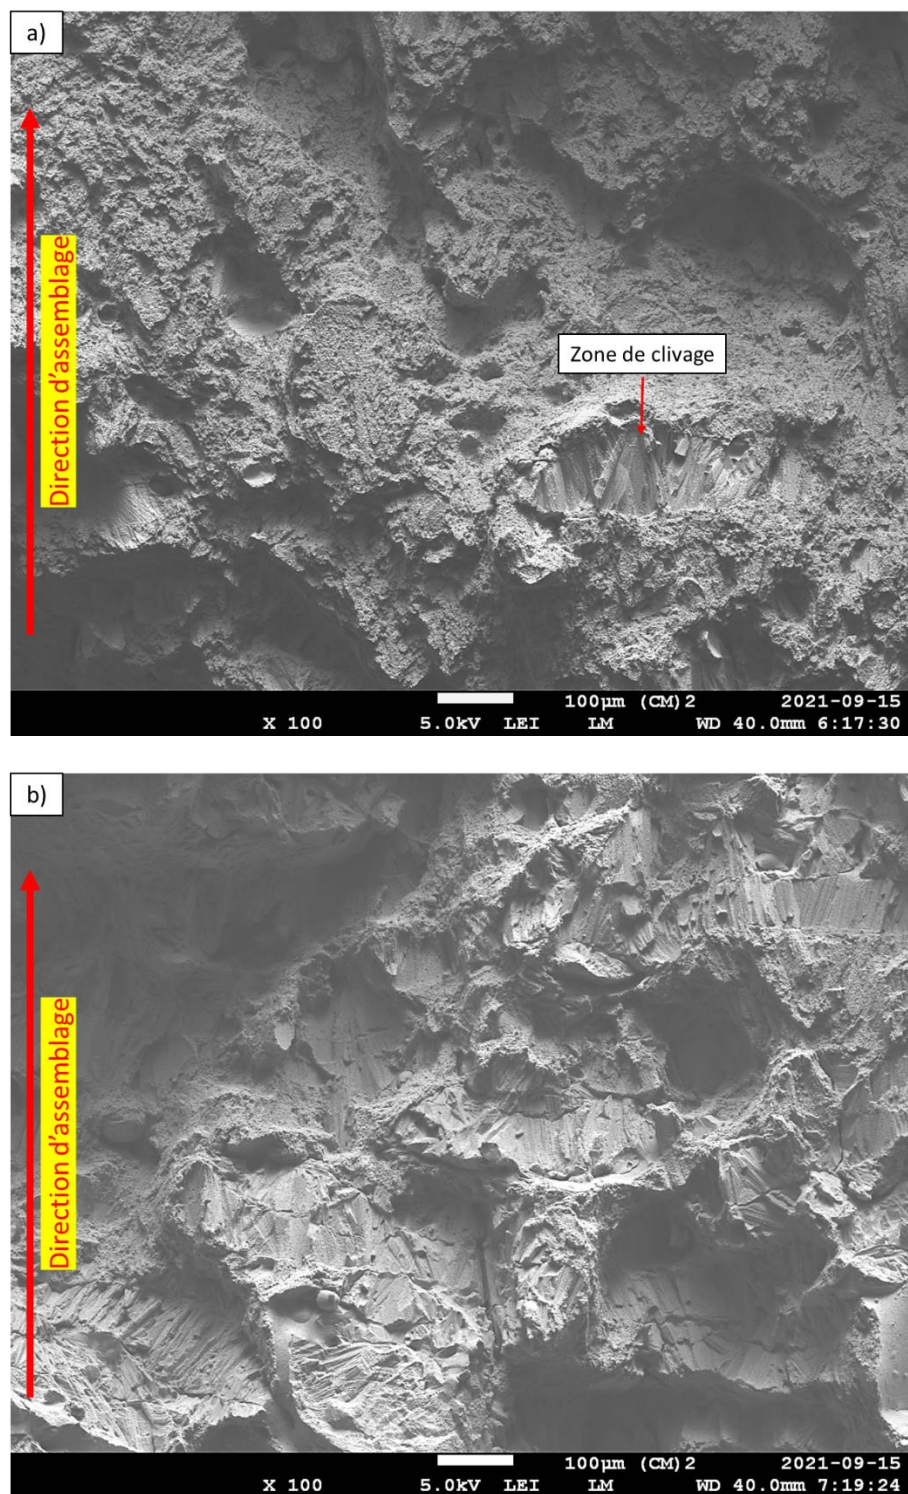 a)
Direction d'assemblage
Zone de clivage
100μm (CM)2 2021-09-15
X 100 5.0kV LEI LM WD 40.0mm 6:17:30
b)
Direction d'assemblage
100μm (CM)2 2021-09-15
X 100 5.0kV LEI LM WD 40.0mm 7:19:24